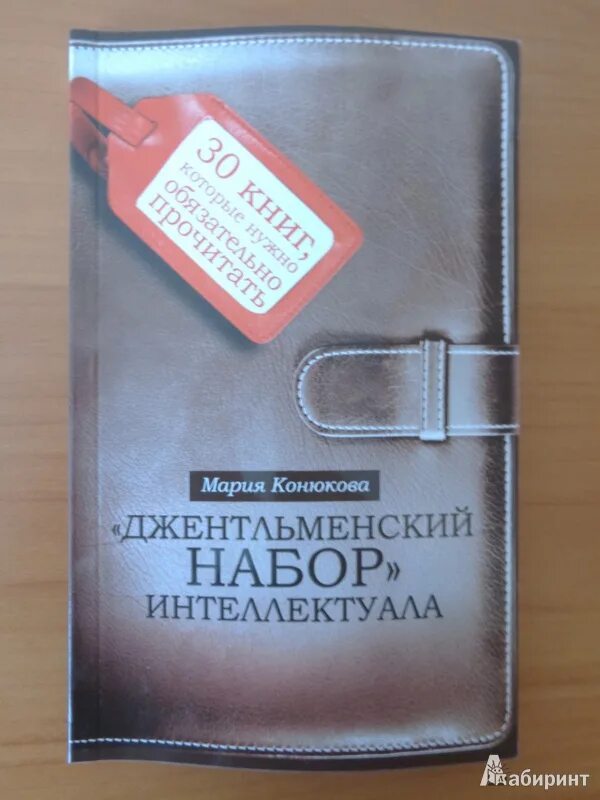 30 книг,
которые нужно
обязательно
прочитать
Мария Конюкова
«ДЖЕНТЛЬМЕНСКИЙ
НАБОР»
ИНТЕЛЛЕКТУАЛА
Лабиринт